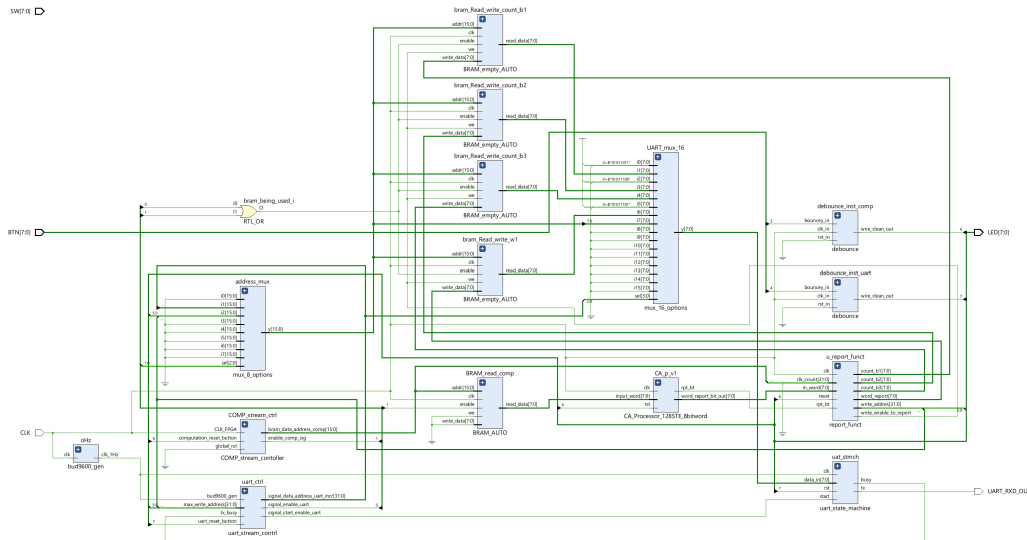 SW[7:0]
BTN[7:0]
CLK
oHz
clk
clk_1Hz
bud9600_gen
bram_being_used_i
I0
I1
O
RTL_OR
address_mux
i0[15:0]
i1[15:0]
i2[15:0]
i3[15:0]
i4[15:0]
i5[15:0]
i6[15:0]
i7[15:0]
sel[2:0]
y[15:0]
mux_8_options
COMP_stream_ctrl
CLK_FPGA
computation_reset_button
global_rst
bram_data_address_comp[15:0]
enable_comp_sig
COMP_stream_contoller
uart_ctrl
bud9600_gen
max_write_address[31:0]
tx_busy
uart_reset_button
signal_data_address_uart_incr[31:0]
signal_enable_uart
signal_start_enable_uart
uart_stream_contrl
bram_Read_write_count_b1
addr[15:0]
clk
enable
we
write_data[7:0]
read_data[7:0]
BRAM_empty_AUTO
bram_Read_write_count_b2
addr[15:0]
clk
enable
we
write_data[7:0]
read_data[7:0]
BRAM_empty_AUTO
bram_Read_write_count_b3
addr[15:0]
clk
enable
we
write_data[7:0]
read_data[7:0]
BRAM_empty_AUTO
bram_Read_write_w1
addr[15:0]
clk
enable
we
write_data[7:0]
read_data[7:0]
BRAM_empty_AUTO
BRAM_read_comp
addr[15:0]
clk
enable
we
write_data[7:0]
read_data[7:0]
BRAM_AUTO
UART_mux_16
V=B"01011011"
V=B"01011100"
V=B"01011101"
i0[7:0]
i1[7:0]
i2[7:0]
i3[7:0]
i4[7:0]
i5[7:0]
i6[7:0]
i7[7:0]
i8[7:0]
i9[7:0]
i10[7:0]
i11[7:0]
i12[7:0]
i13[7:0]
i14[7:0]
i15[7:0]
sel[3:0]
y[7:0]
mux_16_options
CA_p_v1
clk
input_word[7:0]
rst
rpt_bt
word_report_bit_out[7:0]
CA_Processor_128STE_8bitword
debounce_inst_comp
bouncey_in
clk_in
rst_in
wire_clean_out
debounce
debounce_inst_uart
bouncey_in
clk_in
rst_in
wire_clean_out
debounce
u_report_funct
clk
clk_count[31:0]
in_word[7:0]
reset
rpt_bt
count_b1[7:0]
count_b2[7:0]
count_b3[7:0]
word_report[7:0]
write_addres[31:0]
write_enable_to_report
report_funct
uat_stmch
clk
data_in[7:0]
rst
start
busy
tx
uart_state_machine
LED[7:0]
UART_RXD_OU